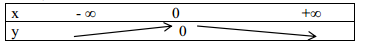 x - ∞ 0 +∞
y 0